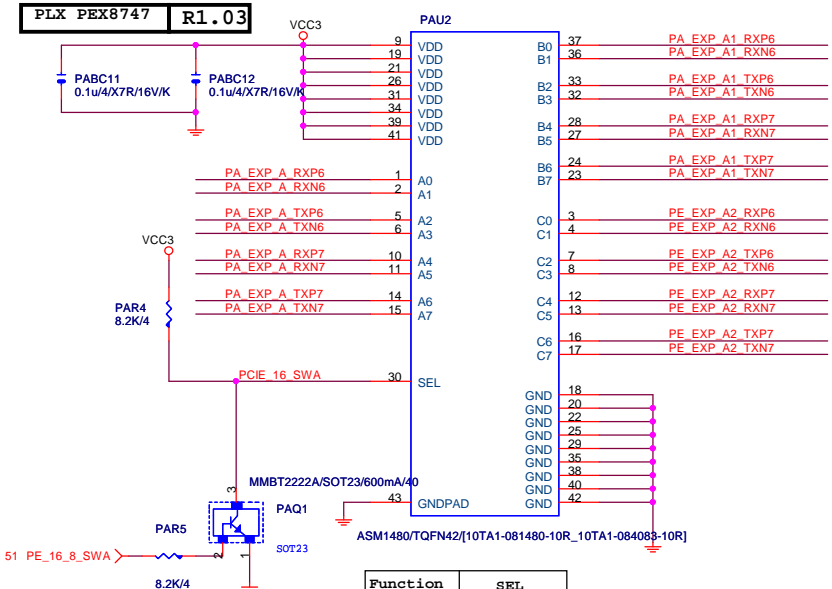 PLX PEX8747 R1.03
VCC3
PABC11
0.1u/4/X7R/16V/K
PABC12
0.1u/4/X7R/16V/K
PAU2
9 VDD
19 VDD
21 VDD
26 VDD
31 VDD
34 VDD
39 VDD
41 VDD
PA_EXP_A_RXP6 1 A0
PA_EXP_A_RXN6 2 A1
PA_EXP_A_TXP6 5 A2
PA_EXP_A_TXN6 6 A3
PA_EXP_A_RXP7 10 A4
PA_EXP_A_RXN7 11 A5
PA_EXP_A_TXP7 14 A6
PA_EXP_A_TXN7 15 A7
VCC3
PAR4
8.2K/4
PCIE_16_SWA 30 SEL
43 GNDPAD
B0 37 PA_EXP_A1_RXP6
B1 36 PA_EXP_A1_RXN6
B2 33 PA_EXP_A1_TXP6
B3 32 PA_EXP_A1_TXN6
B4 28 PA_EXP_A1_RXP7
B5 27 PA_EXP_A1_RXN7
B6 24 PA_EXP_A1_TXP7
B7 23 PA_EXP_A1_TXN7
C0 3 PE_EXP_A2_RXP6
C1 4 PE_EXP_A2_RXN6
C2 7 PE_EXP_A2_TXP6
C3 8 PE_EXP_A2_TXN6
C4 12 PE_EXP_A2_RXP7
C5 13 PE_EXP_A2_RXN7
C6 16 PE_EXP_A2_TXP7
C7 17 PE_EXP_A2_TXN7
GND 18
GND 20
GND 22
GND 25
GND 29
GND 35
GND 38
GND 40
GND 42
MMBT2222A/SOT23/600mA/40
3
PAQ1
SOT23
2
1
PAR5
51 PE_16_8_SWA
8.2K/4
ASM1480/TQFN42/[10TA1-081480-10R_10TA1-084083-10R]
Function SEL